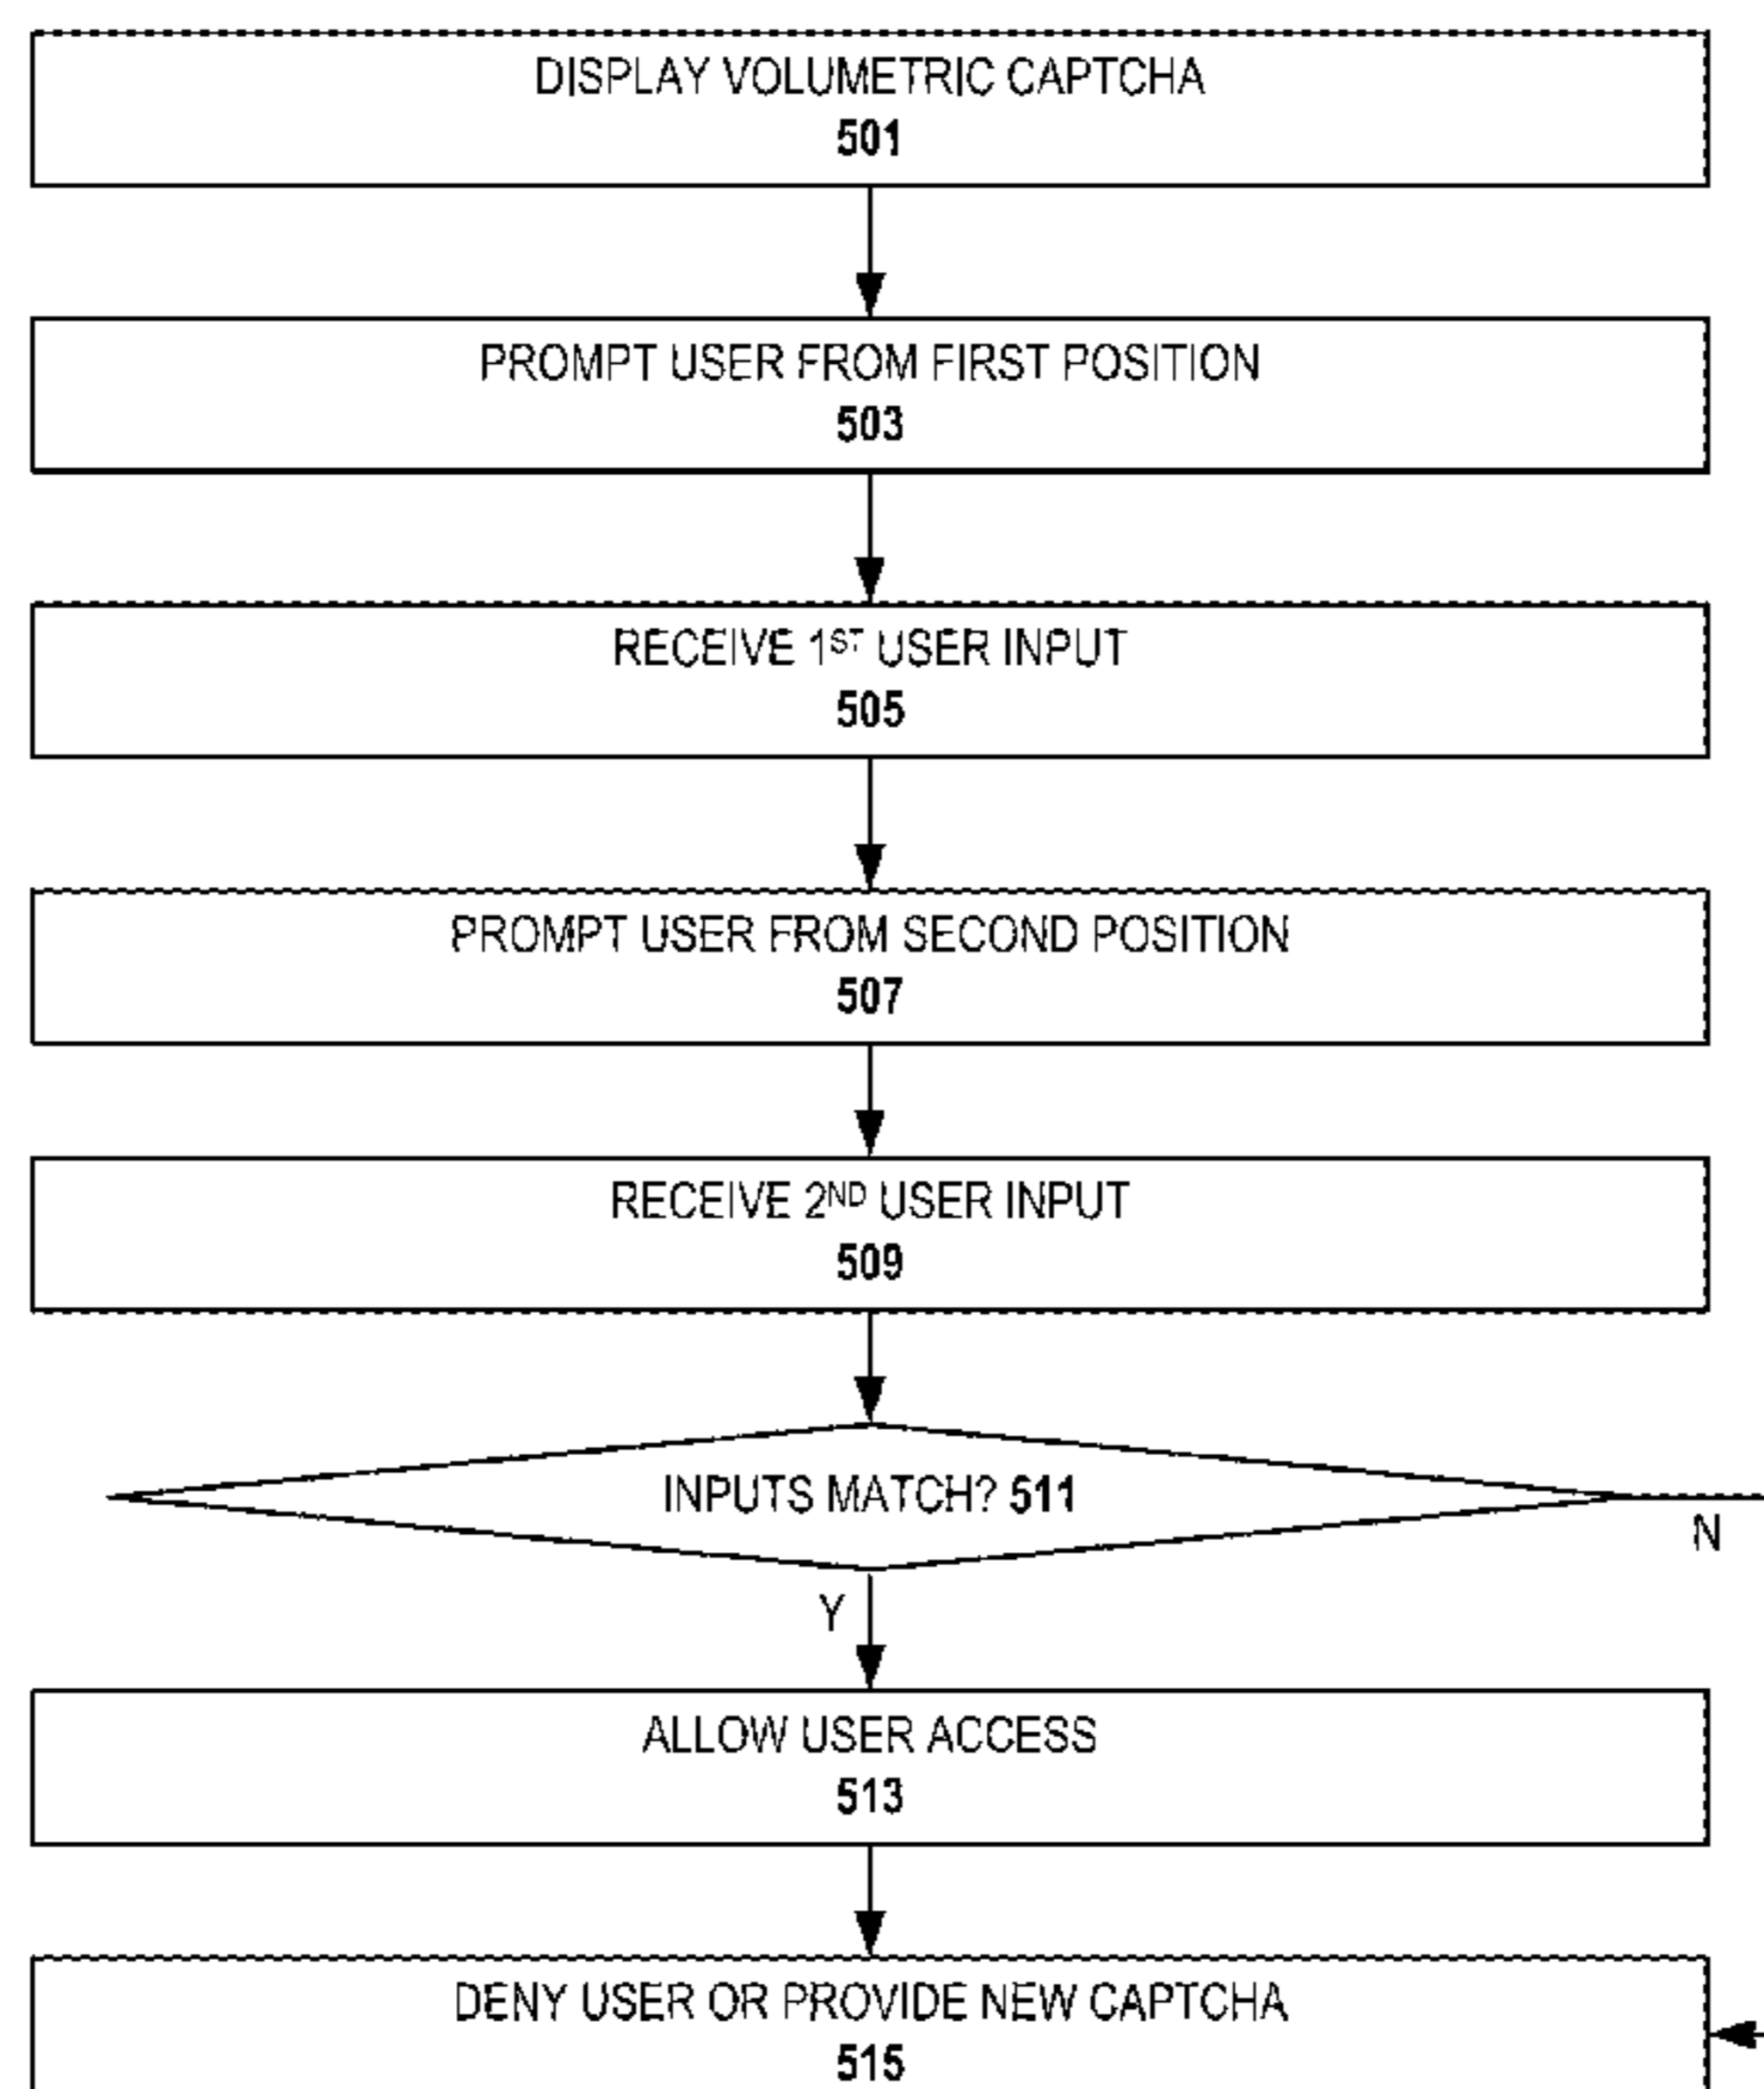 DISPLAY VOLUMETRIC CAPTCHA
501
PROMPT USER FROM FIRST POSITION
503
RECEIVE 1ST USER INPUT
505
PROMPT USER FROM SECOND POSITION
507
RECEIVE 2ND USER INPUT
509
INPUTS MATCH? 511
N
Y
ALLOW USER ACCESS
513
DENY USER OR PROVIDE NEW CAPTCHA
515